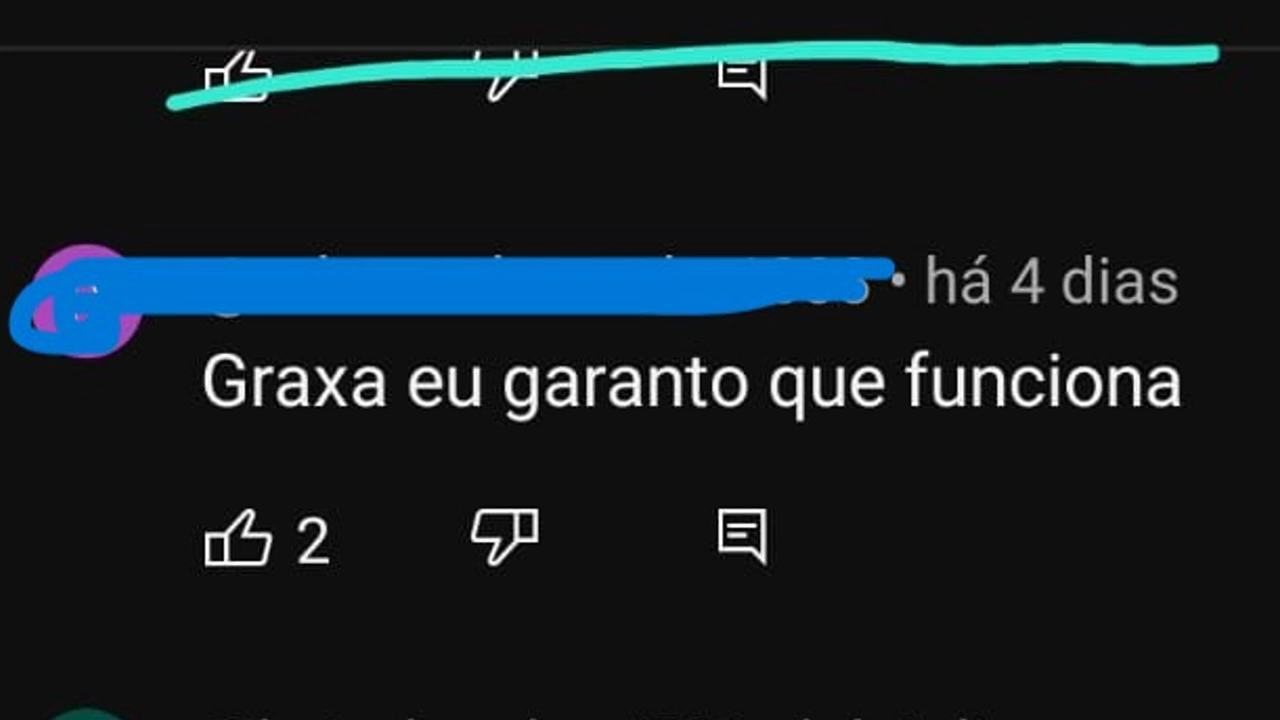 • há 4 dias
Graxa eu garanto que funciona
2